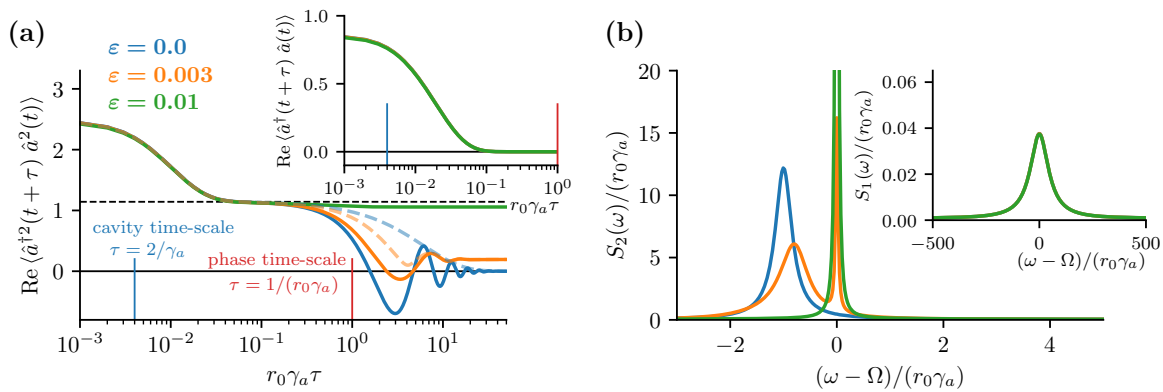 (a)
ε = 0.0
ε = 0.003
ε = 0.01
Re ⟨â†²(t + τ) â²(t)⟩
3
2
1
0
cavity time-scale
τ = 2/γₐ
phase time-scale
τ = 1/(r₀γₐ)
10⁻³ 10⁻² 10⁻¹ 10⁰ 10¹
r₀γₐτ
Re ⟨â†(t + τ) â(t)⟩
1.0
0.5
0.0
10⁻³ 10⁻² 10⁻¹ 10⁰
r₀γₐτ
(b)
S₂(ω)/(r₀γₐ)
20
15
10
5
0
−2 0 2 4
(ω − Ω)/(r₀γₐ)
S₁(ω)/(r₀γₐ)
0.06
0.04
0.02
0.00
−500 0 500
(ω − Ω)/(r₀γₐ)